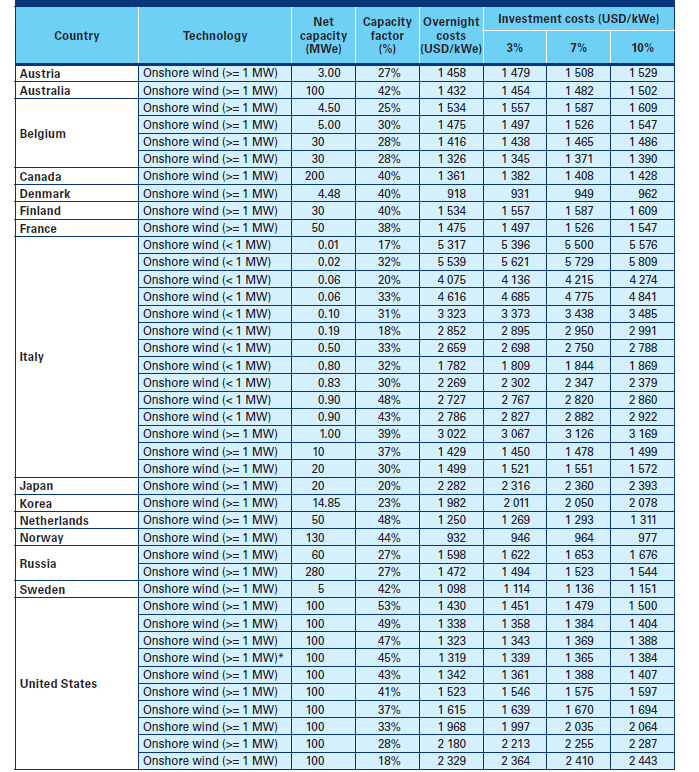 Country Technology Net capacity (MWe) Capacity factor (%) Overnight costs (USD/kWe) Investment costs (USD/kWe)
3% 7% 10%
Austria Onshore wind (>= 1 MW) 3.00 27% 1 458 1 479 1 508 1 529
Australia Onshore wind (>= 1 MW) 100 42% 1 432 1 454 1 482 1 502
Belgium Onshore wind (>= 1 MW) 4.50 25% 1 534 1 557 1 587 1 609
Onshore wind (>= 1 MW) 5.00 30% 1 475 1 497 1 526 1 547
Onshore wind (>= 1 MW) 30 28% 1 416 1 438 1 465 1 486
Onshore wind (>= 1 MW) 30 28% 1 326 1 345 1 371 1 390
Canada Onshore wind (>= 1 MW) 200 40% 1 361 1 382 1 408 1 428
Denmark Onshore wind (>= 1 MW) 4.48 40% 918 931 949 962
Finland Onshore wind (>= 1 MW) 30 40% 1 534 1 557 1 587 1 609
France Onshore wind (>= 1 MW) 50 38% 1 475 1 497 1 526 1 547
Italy Onshore wind (< 1 MW) 0.01 17% 5 317 5 396 5 500 5 576
Onshore wind (< 1 MW) 0.02 32% 5 539 5 621 5 729 5 809
Onshore wind (< 1 MW) 0.06 20% 4 075 4 136 4 215 4 274
Onshore wind (< 1 MW) 0.06 33% 4 616 4 685 4 775 4 841
Onshore wind (< 1 MW) 0.10 31% 3 323 3 373 3 438 3 485
Onshore wind (< 1 MW) 0.19 18% 2 852 2 895 2 950 2 991
Onshore wind (< 1 MW) 0.50 33% 2 659 2 698 2 750 2 788
Onshore wind (< 1 MW) 0.80 32% 1 782 1 809 1 844 1 869
Onshore wind (< 1 MW) 0.83 30% 2 269 2 302 2 347 2 379
Onshore wind (< 1 MW) 0.90 48% 2 727 2 767 2 820 2 860
Onshore wind (< 1 MW) 0.90 43% 2 786 2 827 2 882 2 922
Onshore wind (>= 1 MW) 1.00 39% 3 022 3 067 3 126 3 169
Onshore wind (>= 1 MW) 10 37% 1 429 1 450 1 478 1 499
Onshore wind (>= 1 MW) 20 30% 1 499 1 521 1 551 1 572
Japan Onshore wind (>= 1 MW) 20 20% 2 282 2 316 2 360 2 393
Korea Onshore wind (>= 1 MW) 14.85 23% 1 982 2 011 2 050 2 078
Netherlands Onshore wind (>= 1 MW) 50 48% 1 250 1 269 1 293 1 311
Norway Onshore wind (>= 1 MW) 130 44% 932 946 964 977
Russia Onshore wind (>= 1 MW) 60 27% 1 598 1 622 1 653 1 676
Onshore wind (>= 1 MW) 280 27% 1 472 1 494 1 523 1 544
Sweden Onshore wind (>= 1 MW) 5 42% 1 098 1 114 1 136 1 151
United States Onshore wind (>= 1 MW) 100 53% 1 430 1 451 1 479 1 500
Onshore wind (>= 1 MW) 100 49% 1 338 1 358 1 384 1 404
Onshore wind (>= 1 MW) 100 47% 1 323 1 343 1 369 1 388
Onshore wind (>= 1 MW)* 100 45% 1 319 1 339 1 365 1 384
Onshore wind (>= 1 MW) 100 43% 1 342 1 361 1 388 1 407
Onshore wind (>= 1 MW) 100 41% 1 523 1 546 1 575 1 597
Onshore wind (>= 1 MW) 100 37% 1 615 1 639 1 670 1 694
Onshore wind (>= 1 MW) 100 33% 1 968 1 997 2 035 2 064
Onshore wind (>= 1 MW) 100 28% 2 180 2 213 2 255 2 287
Onshore wind (>= 1 MW) 100 18% 2 329 2 364 2 410 2 443